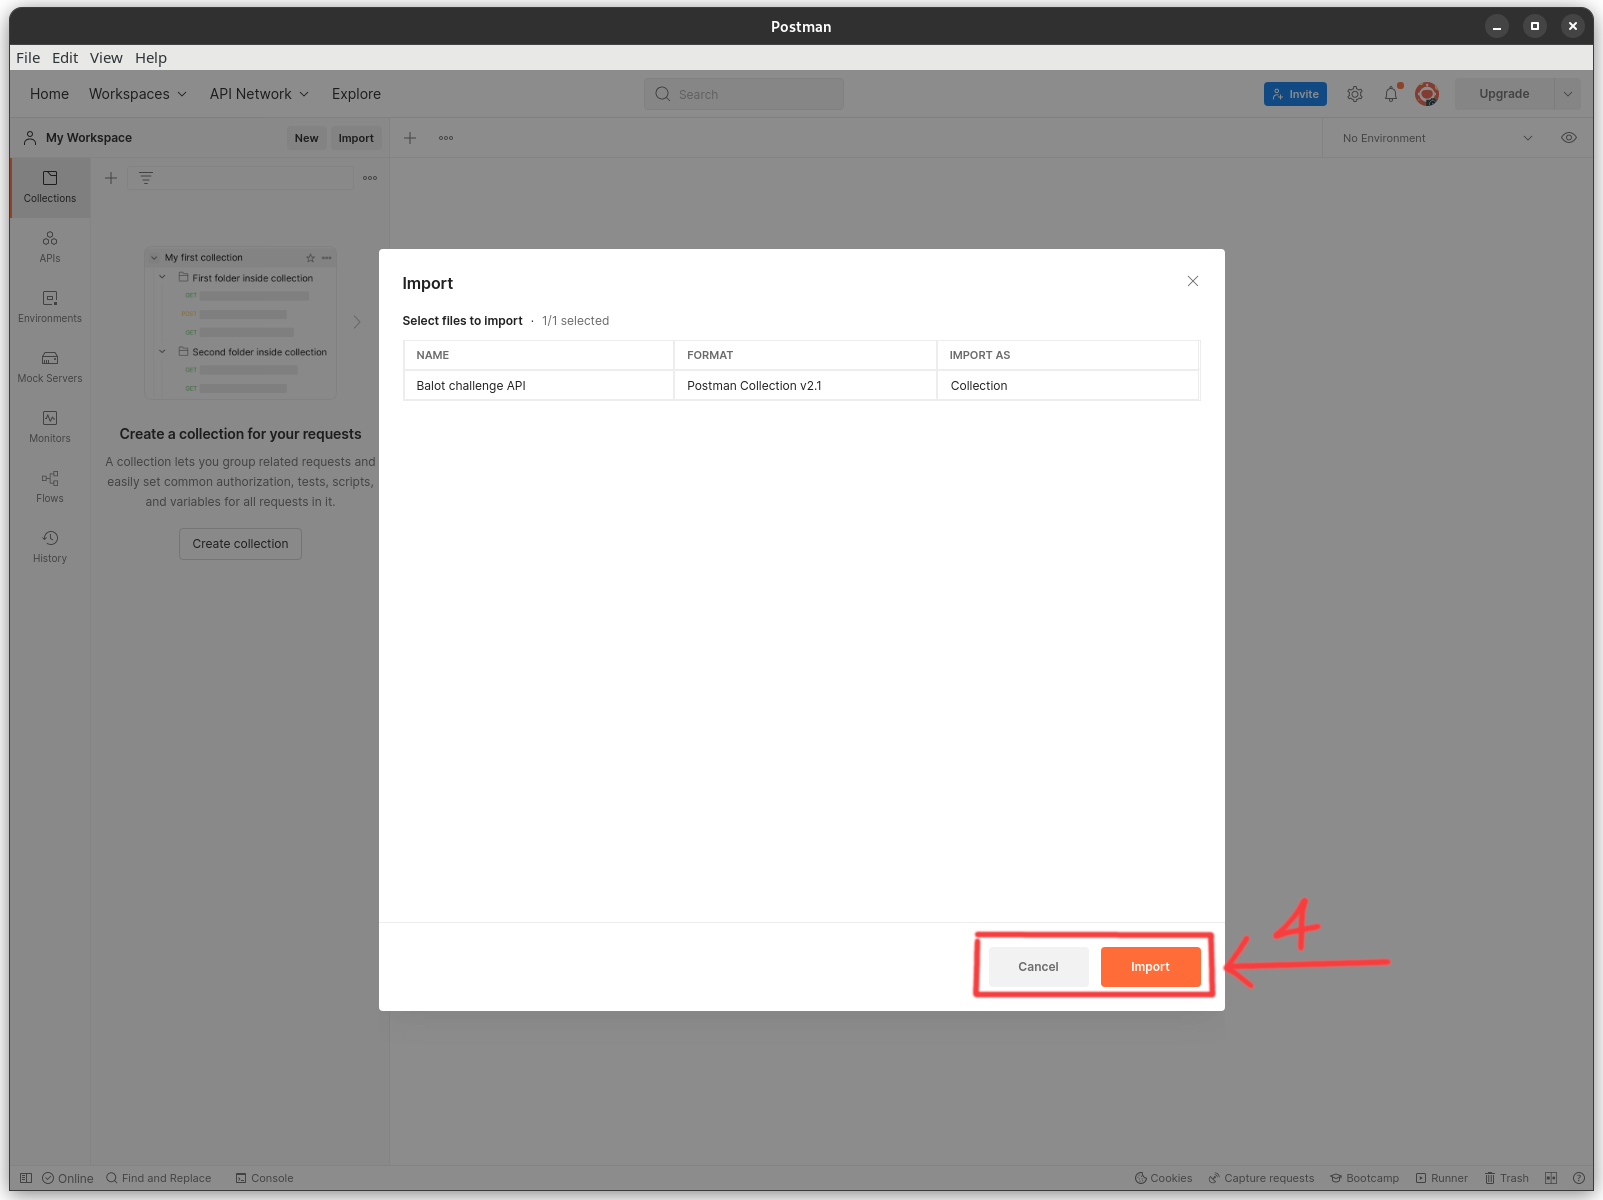 Postman
File Edit View Help
Home Workspaces API Network Explore Search Invite Upgrade
My Workspace New Import No Environment
Collections
APIs
Environments
Mock Servers
Monitors
Flows
History
My first collection
First folder inside collection
GET
POST
GET
Second folder inside collection
GET
GET
Create a collection for your requests
A collection lets you group related requests and
easily set common authorization, tests, scripts,
and variables for all requests in it.
Create collection
Import
Select files to import · 1/1 selected
NAME FORMAT IMPORT AS
Balot challenge API Postman Collection v2.1 Collection
Cancel Import
4
Online Find and Replace Console Cookies Capture requests Bootcamp Runner Trash